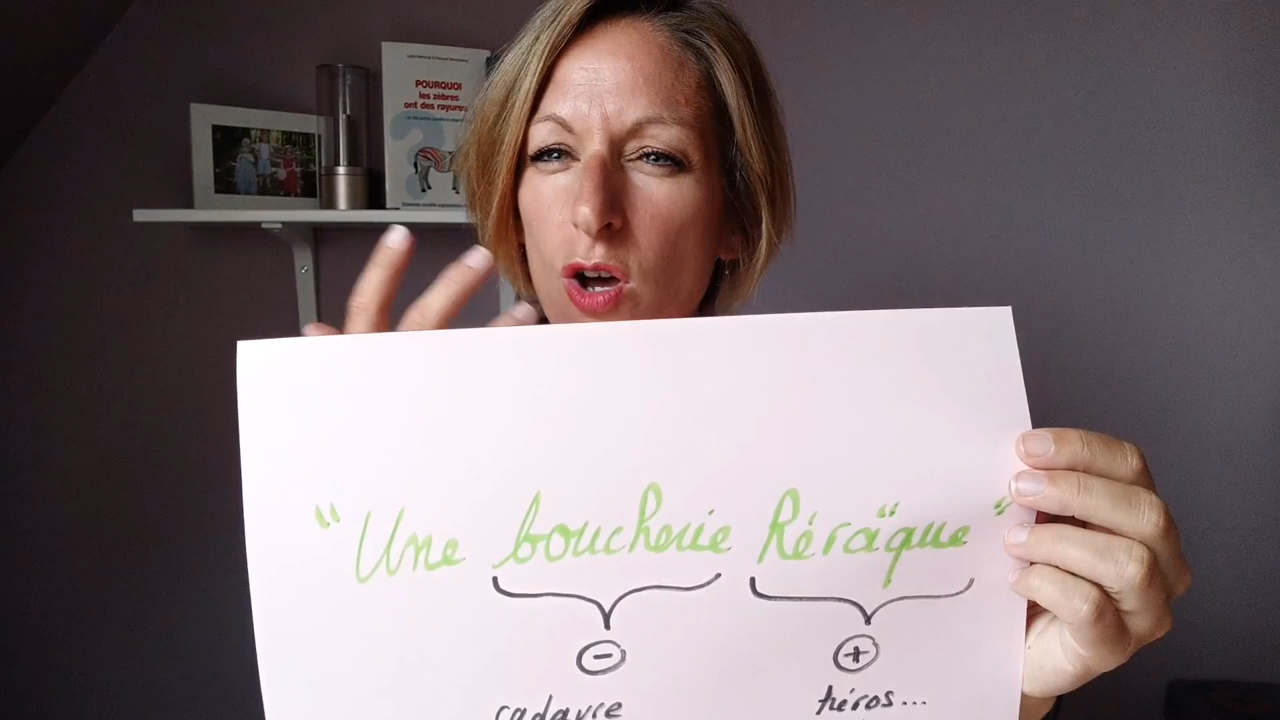 POURQUOI
les zèbres
ont des rayures
"Une boucherie héroïque"
- +
cadavre héros...